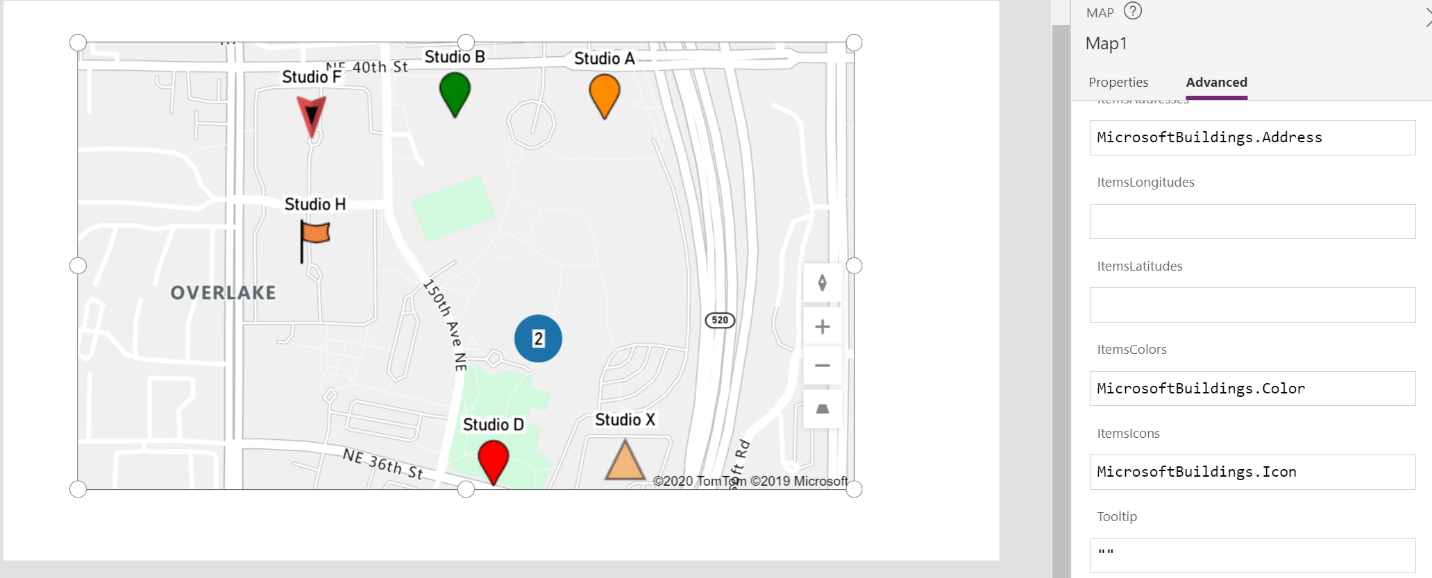 Studio B
Studio A
NE 40th St
Studio F
Studio H
OVERLAKE
150th Ave NE
520
2
Studio D
Studio X
NE 36th St
soft Rd
©2020 TomTom ©2019 Microsoft
MAP ?
Map1
Properties Advanced
ItemsAddresses
MicrosoftBuildings.Address
ItemsLongitudes
ItemsLatitudes
ItemsColors
MicrosoftBuildings.Color
ItemsIcons
MicrosoftBuildings.Icon
Tooltip
""